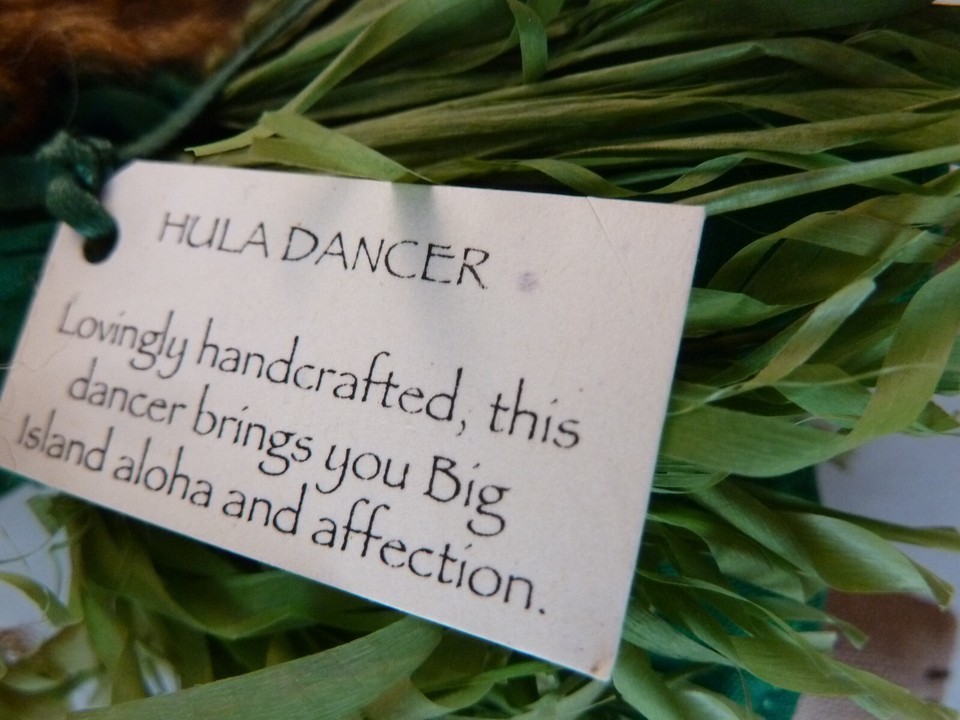 HULA DANCER
Lovingly handcrafted, this
dancer brings you Big
Island aloha and affection.